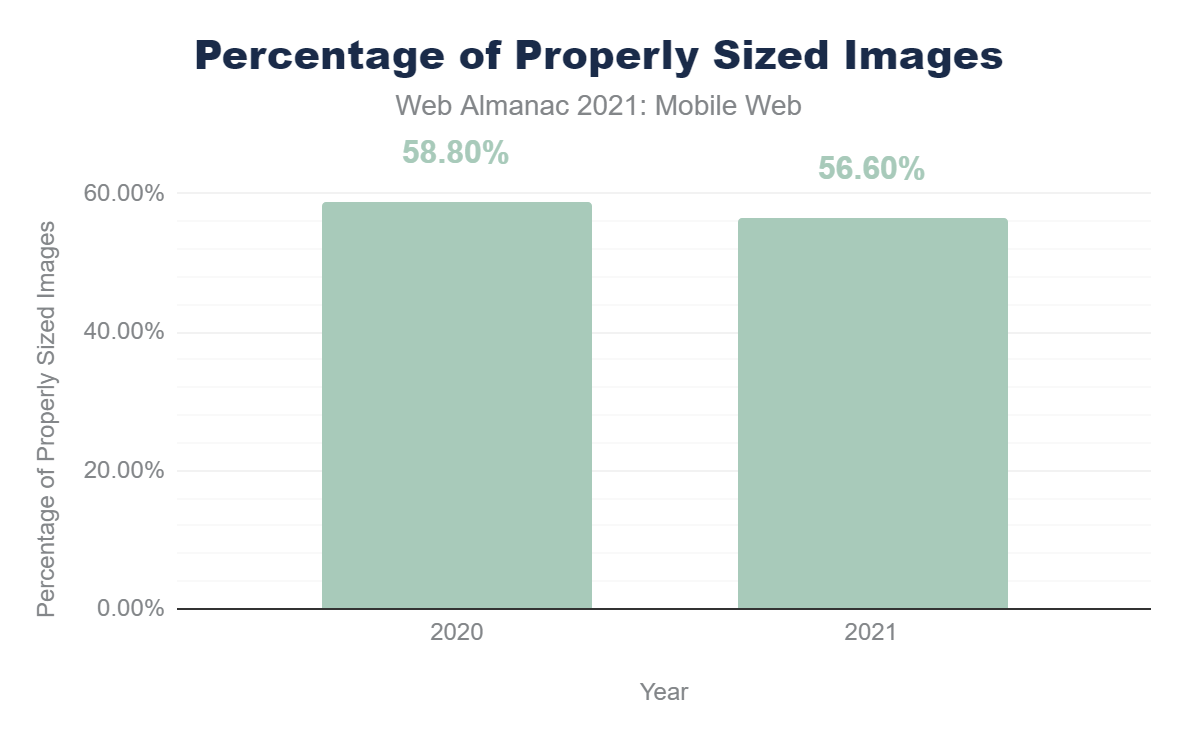 Percentage of Properly Sized Images
Web Almanac 2021: Mobile Web
58.80%
56.60%
60.00%
40.00%
20.00%
0.00%
Percentage of Properly Sized Images
2020
2021
Year